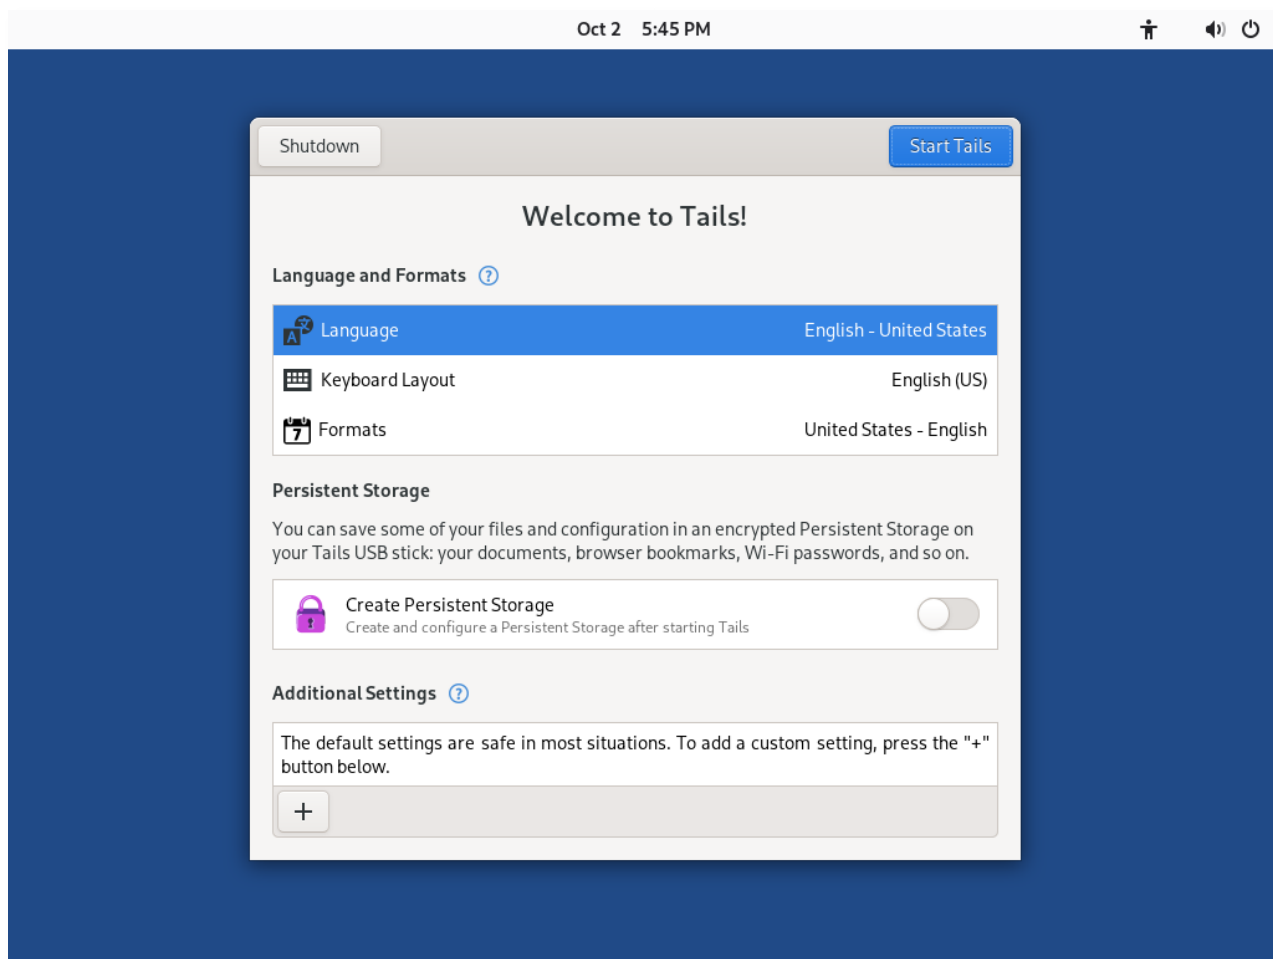 Oct 2 5:45 PM
Shutdown
Start Tails
Welcome to Tails!
Language and Formats ?
Language English - United States
Keyboard Layout English (US)
7 Formats United States - English
Persistent Storage
You can save some of your files and configuration in an encrypted Persistent Storage on
your Tails USB stick: your documents, browser bookmarks, Wi-Fi passwords, and so on.
Create Persistent Storage
Create and configure a Persistent Storage after starting Tails
Additional Settings ?
The default settings are safe in most situations. To add a custom setting, press the "+"
button below.
+